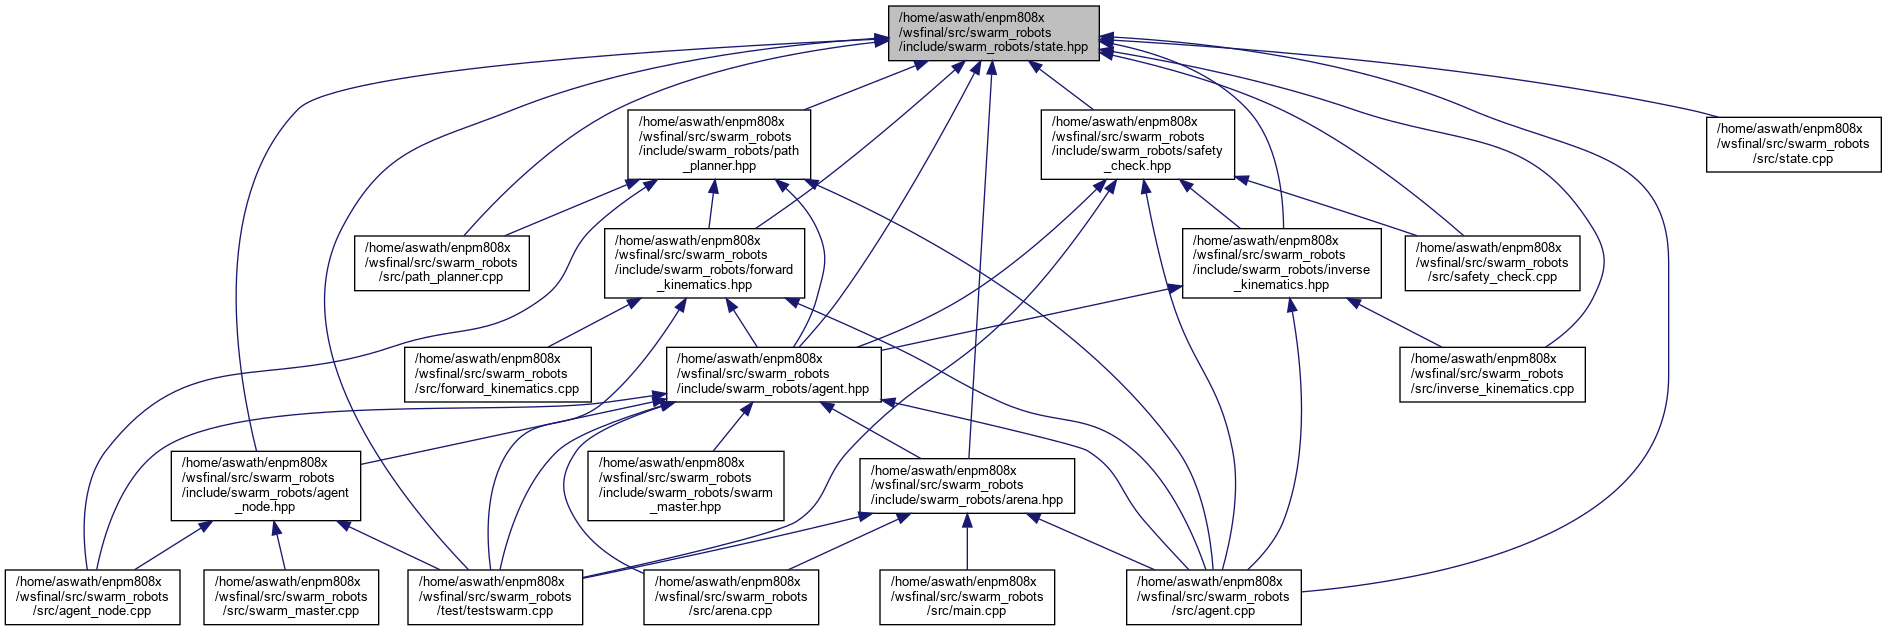 /home/aswath/enpm808x
/wsfinal/src/swarm_robots
/include/swarm_robots/state.hpp
/home/aswath/enpm808x
/wsfinal/src/swarm_robots
/include/swarm_robots/path
_planner.hpp
/home/aswath/enpm808x
/wsfinal/src/swarm_robots
/include/swarm_robots/safety
_check.hpp
/home/aswath/enpm808x
/wsfinal/src/swarm_robots
/src/state.cpp
/home/aswath/enpm808x
/wsfinal/src/swarm_robots
/src/path_planner.cpp
/home/aswath/enpm808x
/wsfinal/src/swarm_robots
/include/swarm_robots/forward
_kinematics.hpp
/home/aswath/enpm808x
/wsfinal/src/swarm_robots
/include/swarm_robots/inverse
_kinematics.hpp
/home/aswath/enpm808x
/wsfinal/src/swarm_robots
/src/safety_check.cpp
/home/aswath/enpm808x
/wsfinal/src/swarm_robots
/src/forward_kinematics.cpp
/home/aswath/enpm808x
/wsfinal/src/swarm_robots
/include/swarm_robots/agent.hpp
/home/aswath/enpm808x
/wsfinal/src/swarm_robots
/src/inverse_kinematics.cpp
/home/aswath/enpm808x
/wsfinal/src/swarm_robots
/include/swarm_robots/agent
_node.hpp
/home/aswath/enpm808x
/wsfinal/src/swarm_robots
/include/swarm_robots/swarm
_master.hpp
/home/aswath/enpm808x
/wsfinal/src/swarm_robots
/include/swarm_robots/arena.hpp
/home/aswath/enpm808x
/wsfinal/src/swarm_robots
/src/agent_node.cpp
/home/aswath/enpm808x
/wsfinal/src/swarm_robots
/src/swarm_master.cpp
/home/aswath/enpm808x
/wsfinal/src/swarm_robots
/test/testswarm.cpp
/home/aswath/enpm808x
/wsfinal/src/swarm_robots
/src/arena.cpp
/home/aswath/enpm808x
/wsfinal/src/swarm_robots
/src/main.cpp
/home/aswath/enpm808x
/wsfinal/src/swarm_robots
/src/agent.cpp